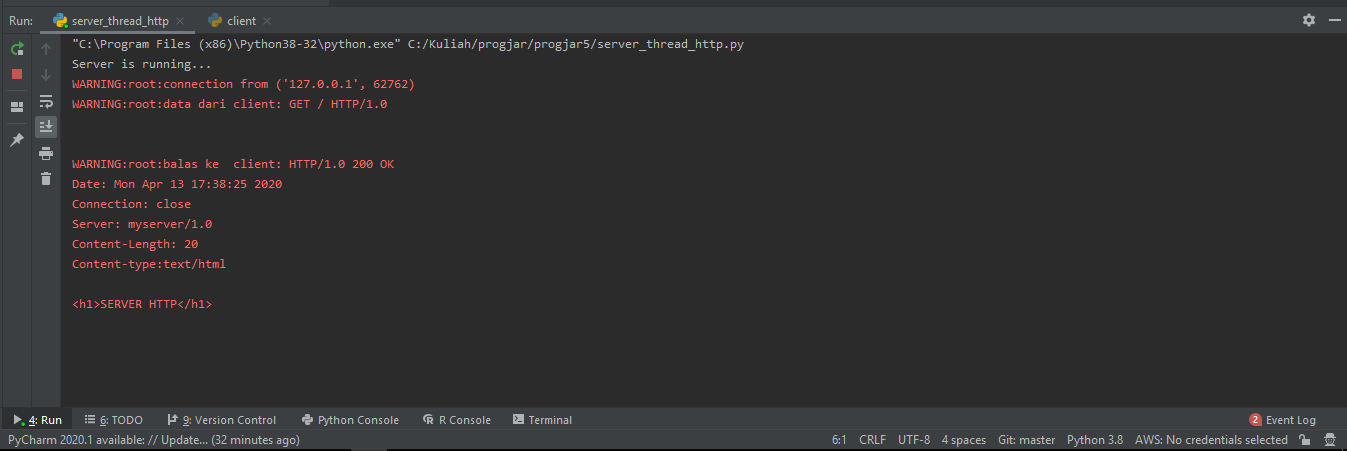 Run: server_thread_http × client ×
"C:\Program Files (x86)\Python38-32\python.exe" C:/Kuliah/progjar/progjar5/server_thread_http.py
Server is running...
WARNING:root:connection from ('127.0.0.1', 62762)
WARNING:root:data dari client: GET / HTTP/1.0
WARNING:root:balas ke  client: HTTP/1.0 200 OK
Date: Mon Apr 13 17:38:25 2020
Connection: close
Server: myserver/1.0
Content-Length: 20
Content-type:text/html
<h1>SERVER HTTP</h1>
4: Run 6: TODO 9: Version Control Python Console R Console Terminal 2 Event Log
PyCharm 2020.1 available: // Update... (32 minutes ago) 6:1 CRLF UTF-8 4 spaces Git: master Python 3.8 AWS: No credentials selected